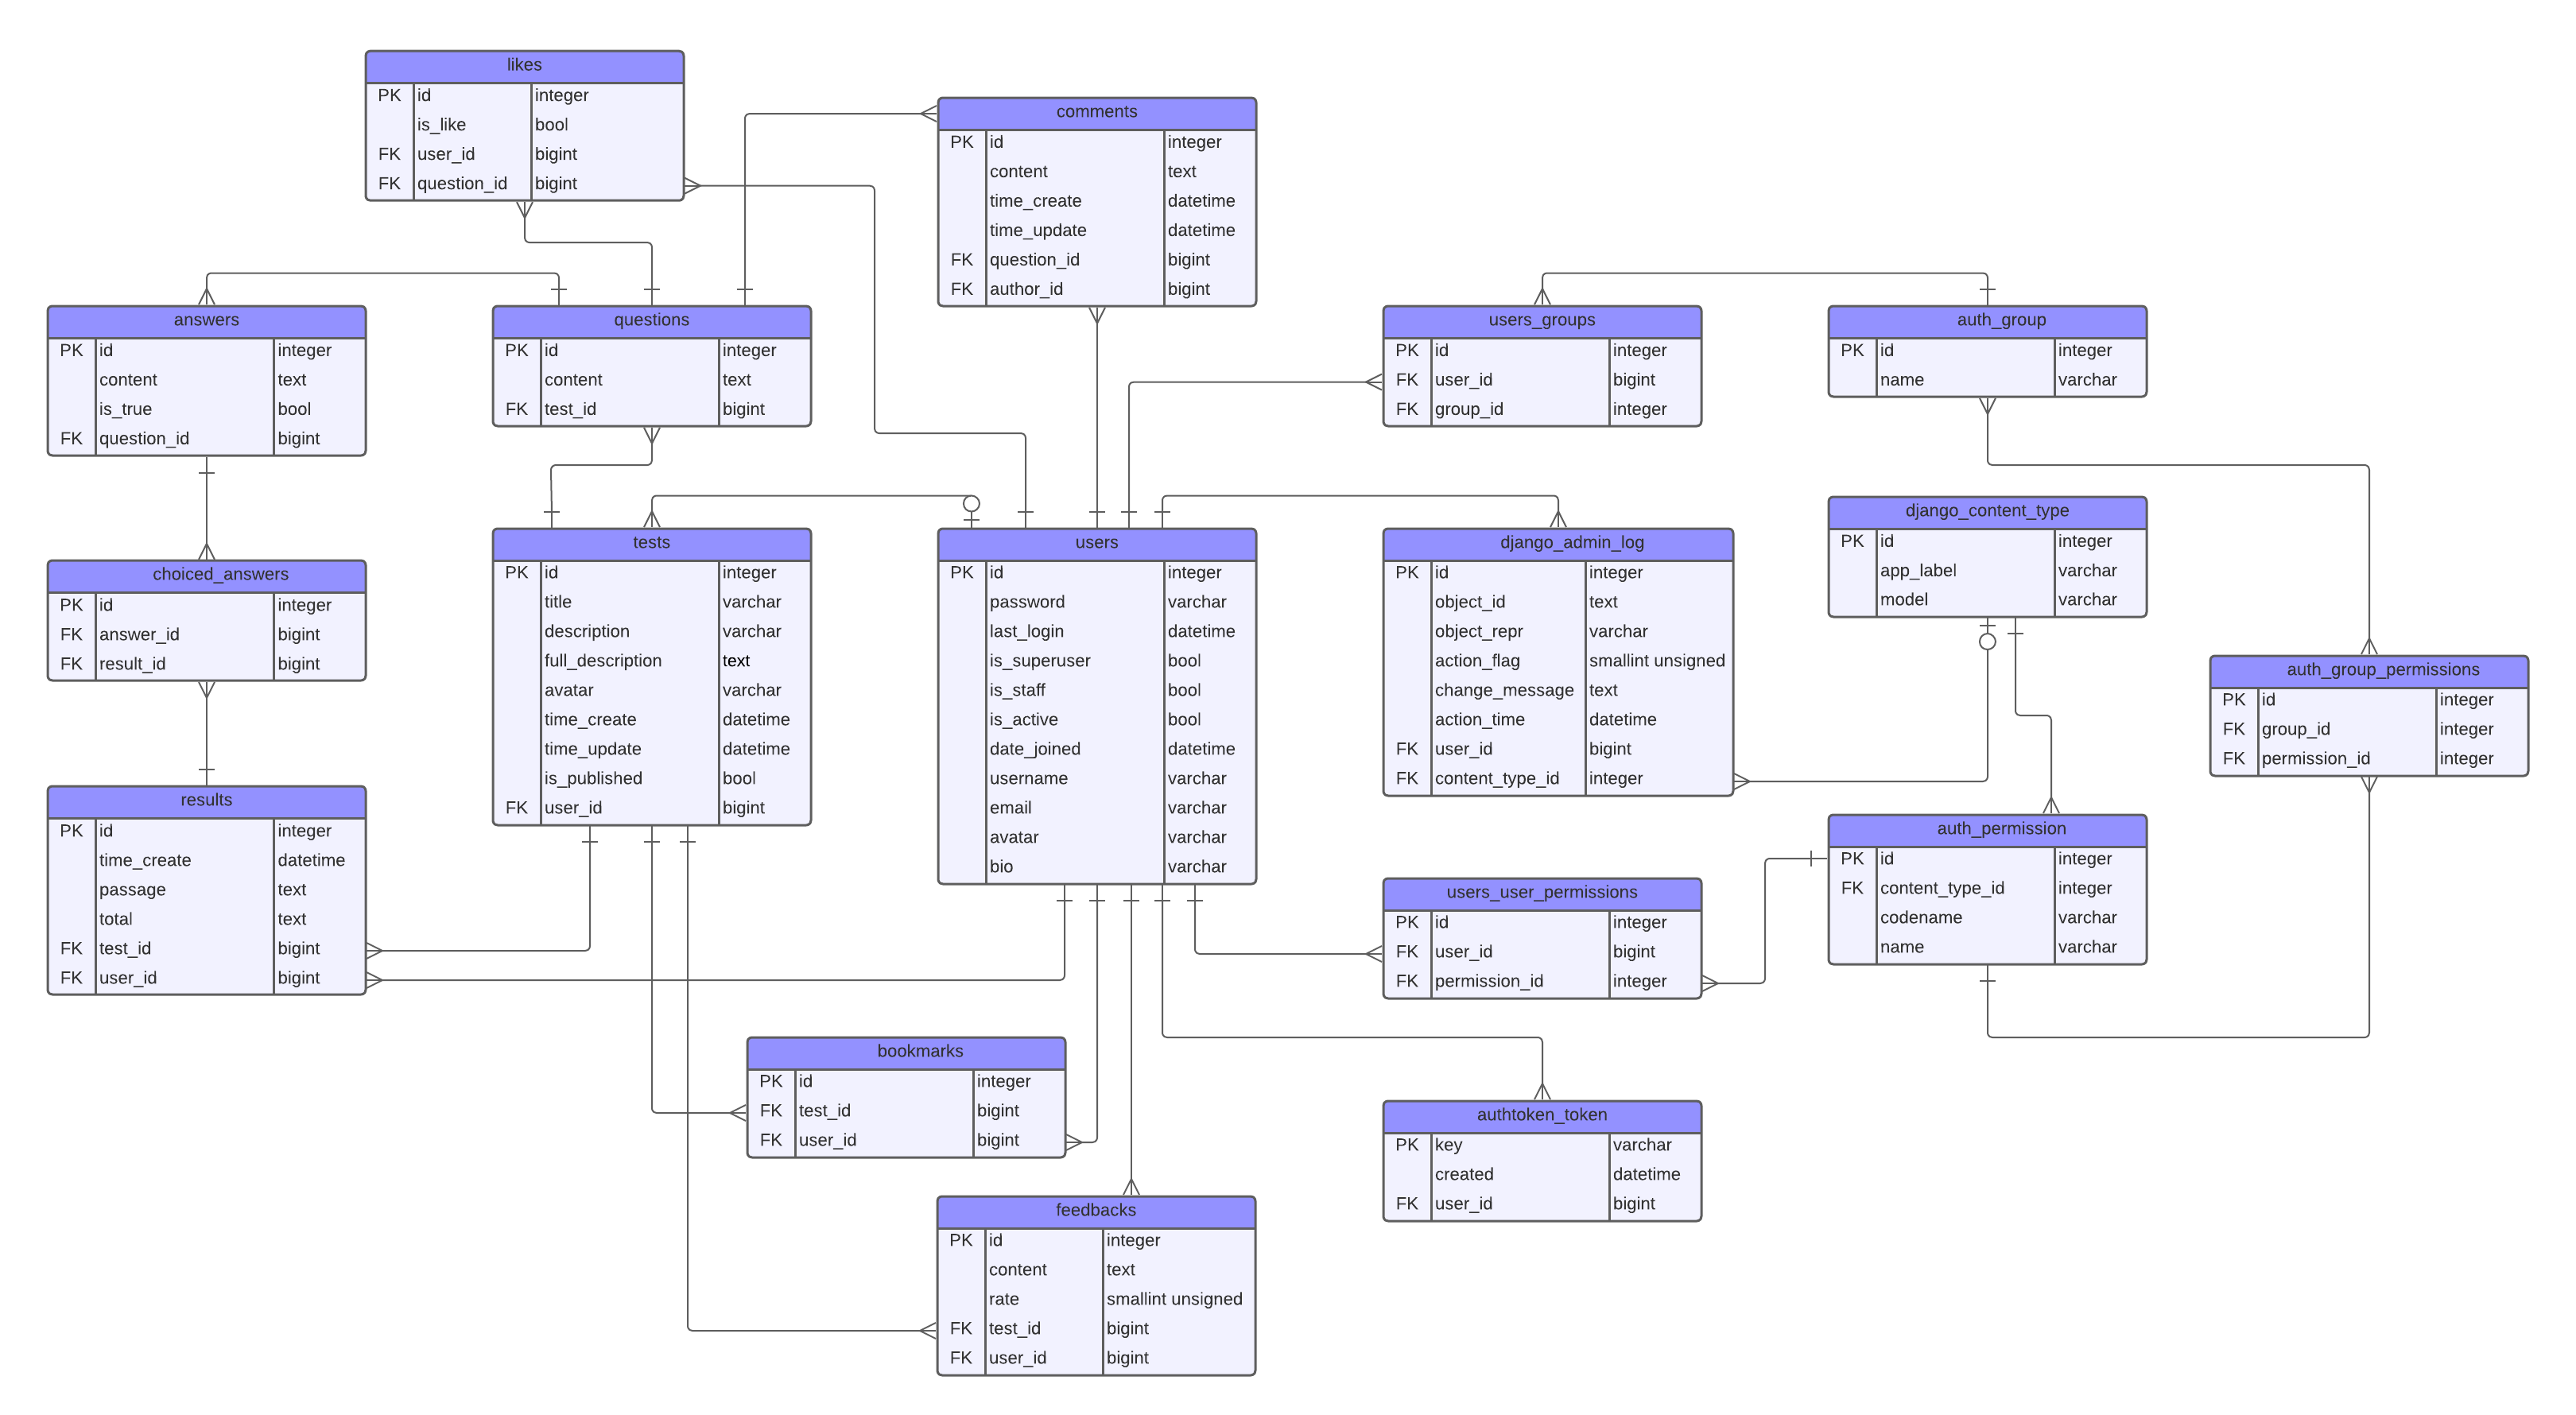 likes
PK id integer
is_like bool
FK user_id bigint
FK question_id bigint
comments
PK id integer
content text
time_create datetime
time_update datetime
FK question_id bigint
FK author_id bigint
answers
PK id integer
content text
is_true bool
FK question_id bigint
questions
PK id integer
content text
FK test_id bigint
users_groups
PK id integer
FK user_id bigint
FK group_id integer
auth_group
PK id integer
name varchar
choiced_answers
PK id integer
FK answer_id bigint
FK result_id bigint
tests
PK id integer
title varchar
description varchar
full_description text
avatar varchar
time_create datetime
time_update datetime
is_published bool
FK user_id bigint
users
PK id integer
password varchar
last_login datetime
is_superuser bool
is_staff bool
is_active bool
date_joined datetime
username varchar
email varchar
avatar varchar
bio varchar
django_admin_log
PK id integer
object_id text
object_repr varchar
action_flag smallint unsigned
change_message text
action_time datetime
FK user_id bigint
FK content_type_id integer
django_content_type
PK id integer
app_label varchar
model varchar
auth_group_permissions
PK id integer
FK group_id integer
FK permission_id integer
results
PK id integer
time_create datetime
passage text
total text
FK test_id bigint
FK user_id bigint
users_user_permissions
PK id integer
FK user_id bigint
FK permission_id integer
auth_permission
PK id integer
FK content_type_id integer
codename varchar
name varchar
bookmarks
PK id integer
FK test_id bigint
FK user_id bigint
authtoken_token
PK key varchar
created datetime
FK user_id bigint
feedbacks
PK id integer
content text
rate smallint unsigned
FK test_id bigint
FK user_id bigint